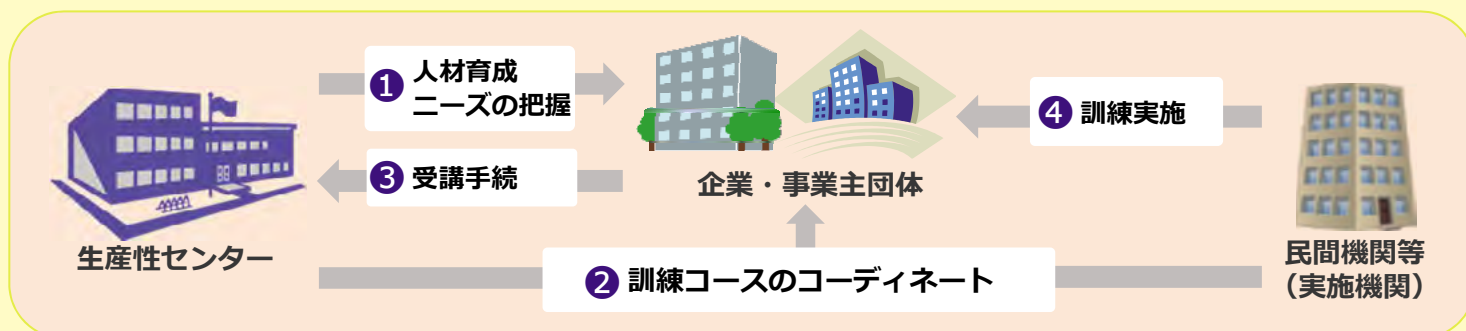 ❶ 人材育成
ニーズの把握
❹ 訓練実施
❸ 受講手続
企業・事業主団体
生産性センター
民間機関等
（実施機関）
❷ 訓練コースのコーディネート